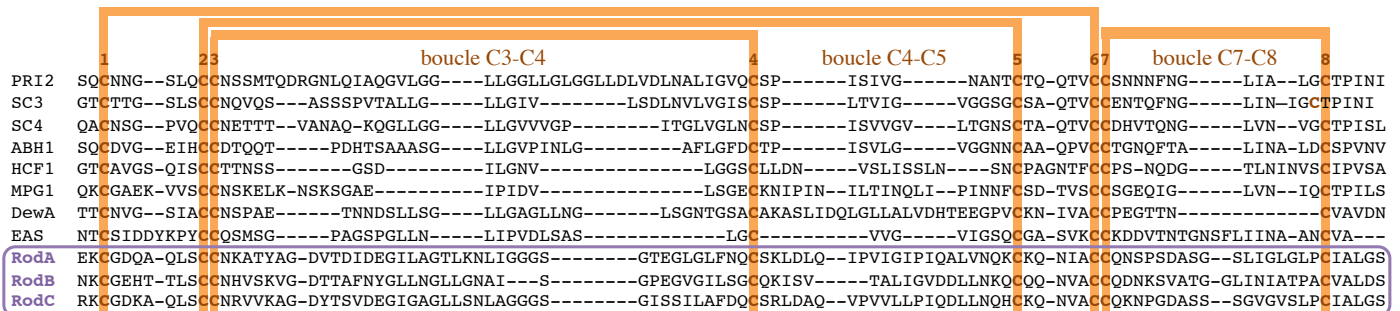 boucle C3-C4 boucle C4-C5 boucle C7-C8
1 23 4 5 67 8
PRI2 SQCNNG--SLQCCNSSMTQDRGNLQIAQGVLGG----LLGGLLGLGGLLDLVDLNALIGVQCSP------ISIVG------NANTCTQ-QTVCCSNNNFNG------LIA--LGCTPINI
SC3 GTCTTG--SLSCCNQVQS---ASSSPVTALLG----LLGIV-------LSDLNVLVGISCSP------LTVIG------VGGSGCSA-QTVCCENTQFNG------LIN—IGCTPINI
SC4 QACNSG--PVQCCNETTT--VANAQ-KQGLLGG----LLGVVVGP-------ITGLVGLNCSP------ISVVGV----LTGNSCTA-QTVCCDHVTQNG------LVN--VGCTPISL
ABH1 SQCDVG--EIHCCDTQQT-----PDHTSAAASG----LLGVPINLG--------AFLGFDCTP------ISVLG-----VGGNNCAA-QPVCCTGNQFTA------LINA-LDCSPVNV
HCF1 GTCAVGS-QISCCTTNSS------GSD-------ILGNV-----------LGGSCLLDN-----VSLISSLN---SNCPAGNTFCCPS-NQDG-----TLNINVSCIPVSA
MPG1 QKCGAEK-VVSCCNSKELK-NSKSGAE---------IPIDV-----------LSGECKNIPIN--ILTINQLI-PINNFCSD-TVSCCSGEQIG------LVN--IQCTPILS
DewA TTCNVG--SIACCNSPAE------TNNDSLLSG----LLGAGLLNG--------LSGNTGSACAKASLIDQLGLLALVDHTEEGPVCKN-IVACCPEGTTN------------CVAVDN
EAS NTCSIDDYKPYCCQSMSG-----PAGSPGLLN-----LIPVDLSAS------------LGC---------VVG-----VIGSQCGA-SVKCCKDDVTNTGNSFLIINA-ANCVA---
RodA EKCGDQA-QLSCCNKATYAG-DVTDIDEGILAGTLKNLIGGGS--------GTEGLGLFNQCSKLDLQ---IPVIGIPIQALVNQKCKQ-NIACCQNSPSDASG---SLIGLGLPCIALGS
RodB NKCGEHT-TLSCCNHVSKVG-DTTAFNYGLLNGLLGNAI---S--------GPEGVGILSGCQKISV-----TALIGVDDLLNKQCQQ-NVACCQDNKSVATG-GLINIATPACVALDS
RodC RKCGDKA-QLSCCNRVVKAG-DYTSVDEGIGAGLLSNLAGGGS--------GISSILAFDQCSRLDAQ---VPVVLLPIQDLLNQHCKQ-NVACCQKNPGDASS--SGVGVSLPCIALGS